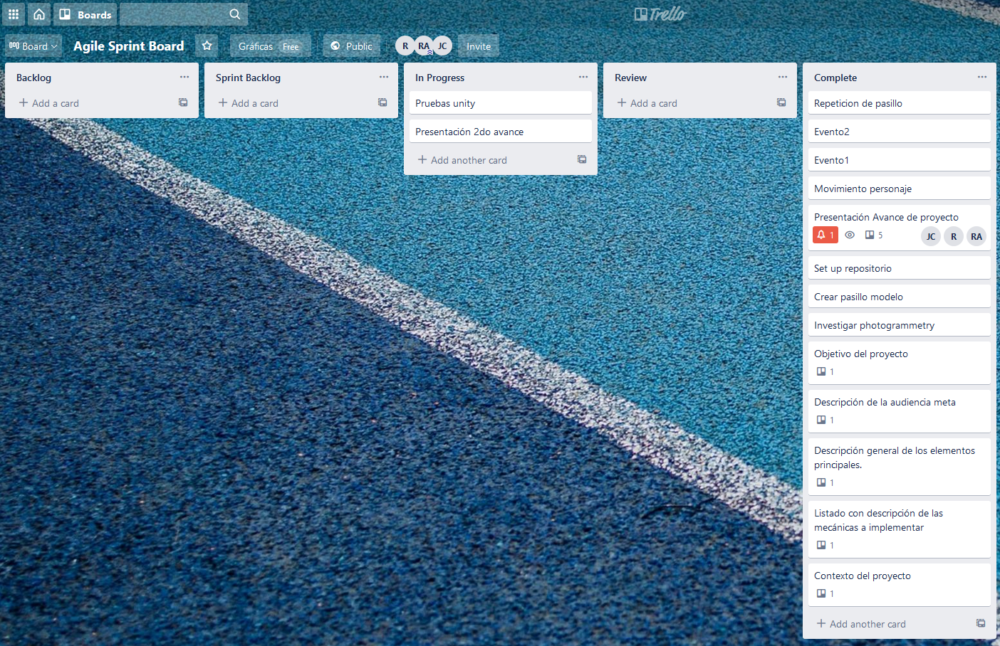 Boards
Trello
Board
Agile Sprint Board
Gráficas Free
Public
R RA JC
Invite
Backlog
Add a card
Sprint Backlog
Add a card
In Progress
Pruebas unity
Presentación 2do avance
Add another card
Review
Add a card
Complete
Repeticion de pasillo
Evento2
Evento1
Movimiento personaje
Presentación Avance de proyecto
1 5 JC R RA
Set up repositorio
Crear pasillo modelo
Investigar photogrammetry
Objetivo del proyecto
1
Descripción de la audiencia meta
1
Descripción general de los elementos
principales.
1
Listado con descripción de las
mecánicas a implementar
1
Contexto del proyecto
1
Add another card